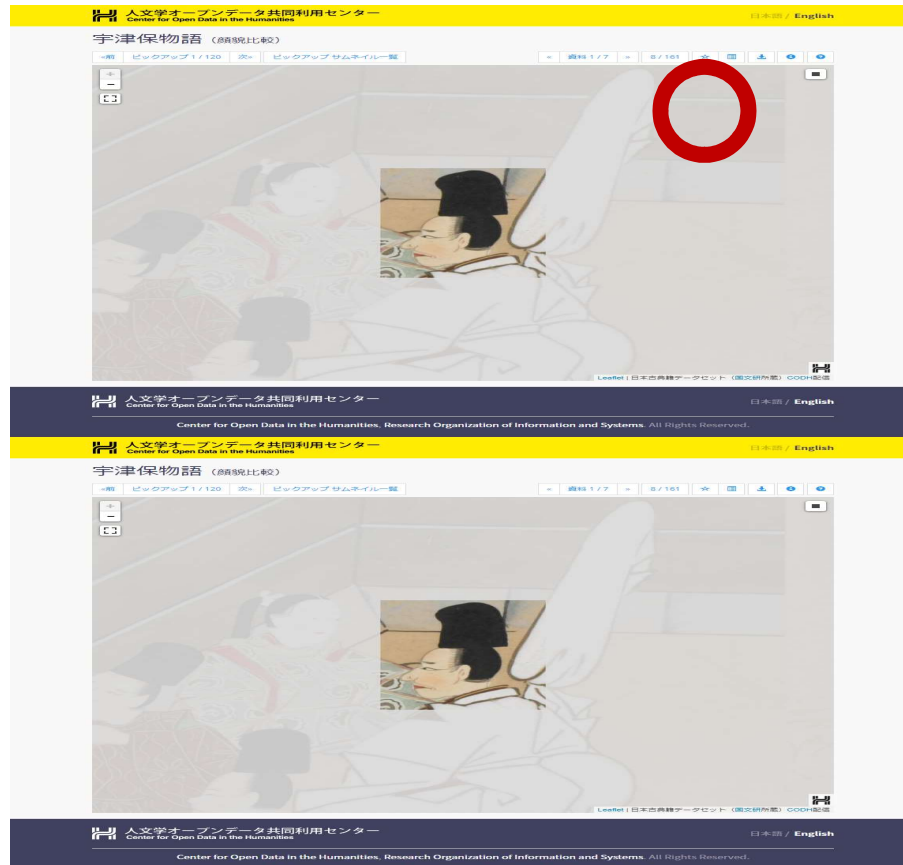 人文学オープンデータ共同利用センター
Center for Open Data in the Humanities
日本語 / English
宇津保物語 (顔貌比較)
«前 ピックアップ 1 / 120 次» ピックアップ サムネイル一覧 « 資料 1 / 7 » 8 / 161
+
−
Leaflet | 日本古典籍データセット（国文研所蔵）CODH配信
人文学オープンデータ共同利用センター
Center for Open Data in the Humanities
日本語 / English
Center for Open Data in the Humanities, Research Organization of Information and Systems. All Rights Reserved.
人文学オープンデータ共同利用センター
Center for Open Data in the Humanities
日本語 / English
宇津保物語 (顔貌比較)
«前 ピックアップ 1 / 120 次» ピックアップ サムネイル一覧 « 資料 1 / 7 » 8 / 161
+
−
Leaflet | 日本古典籍データセット（国文研所蔵）CODH配信
人文学オープンデータ共同利用センター
Center for Open Data in the Humanities
日本語 / English
Center for Open Data in the Humanities, Research Organization of Information and Systems. All Rights Reserved.